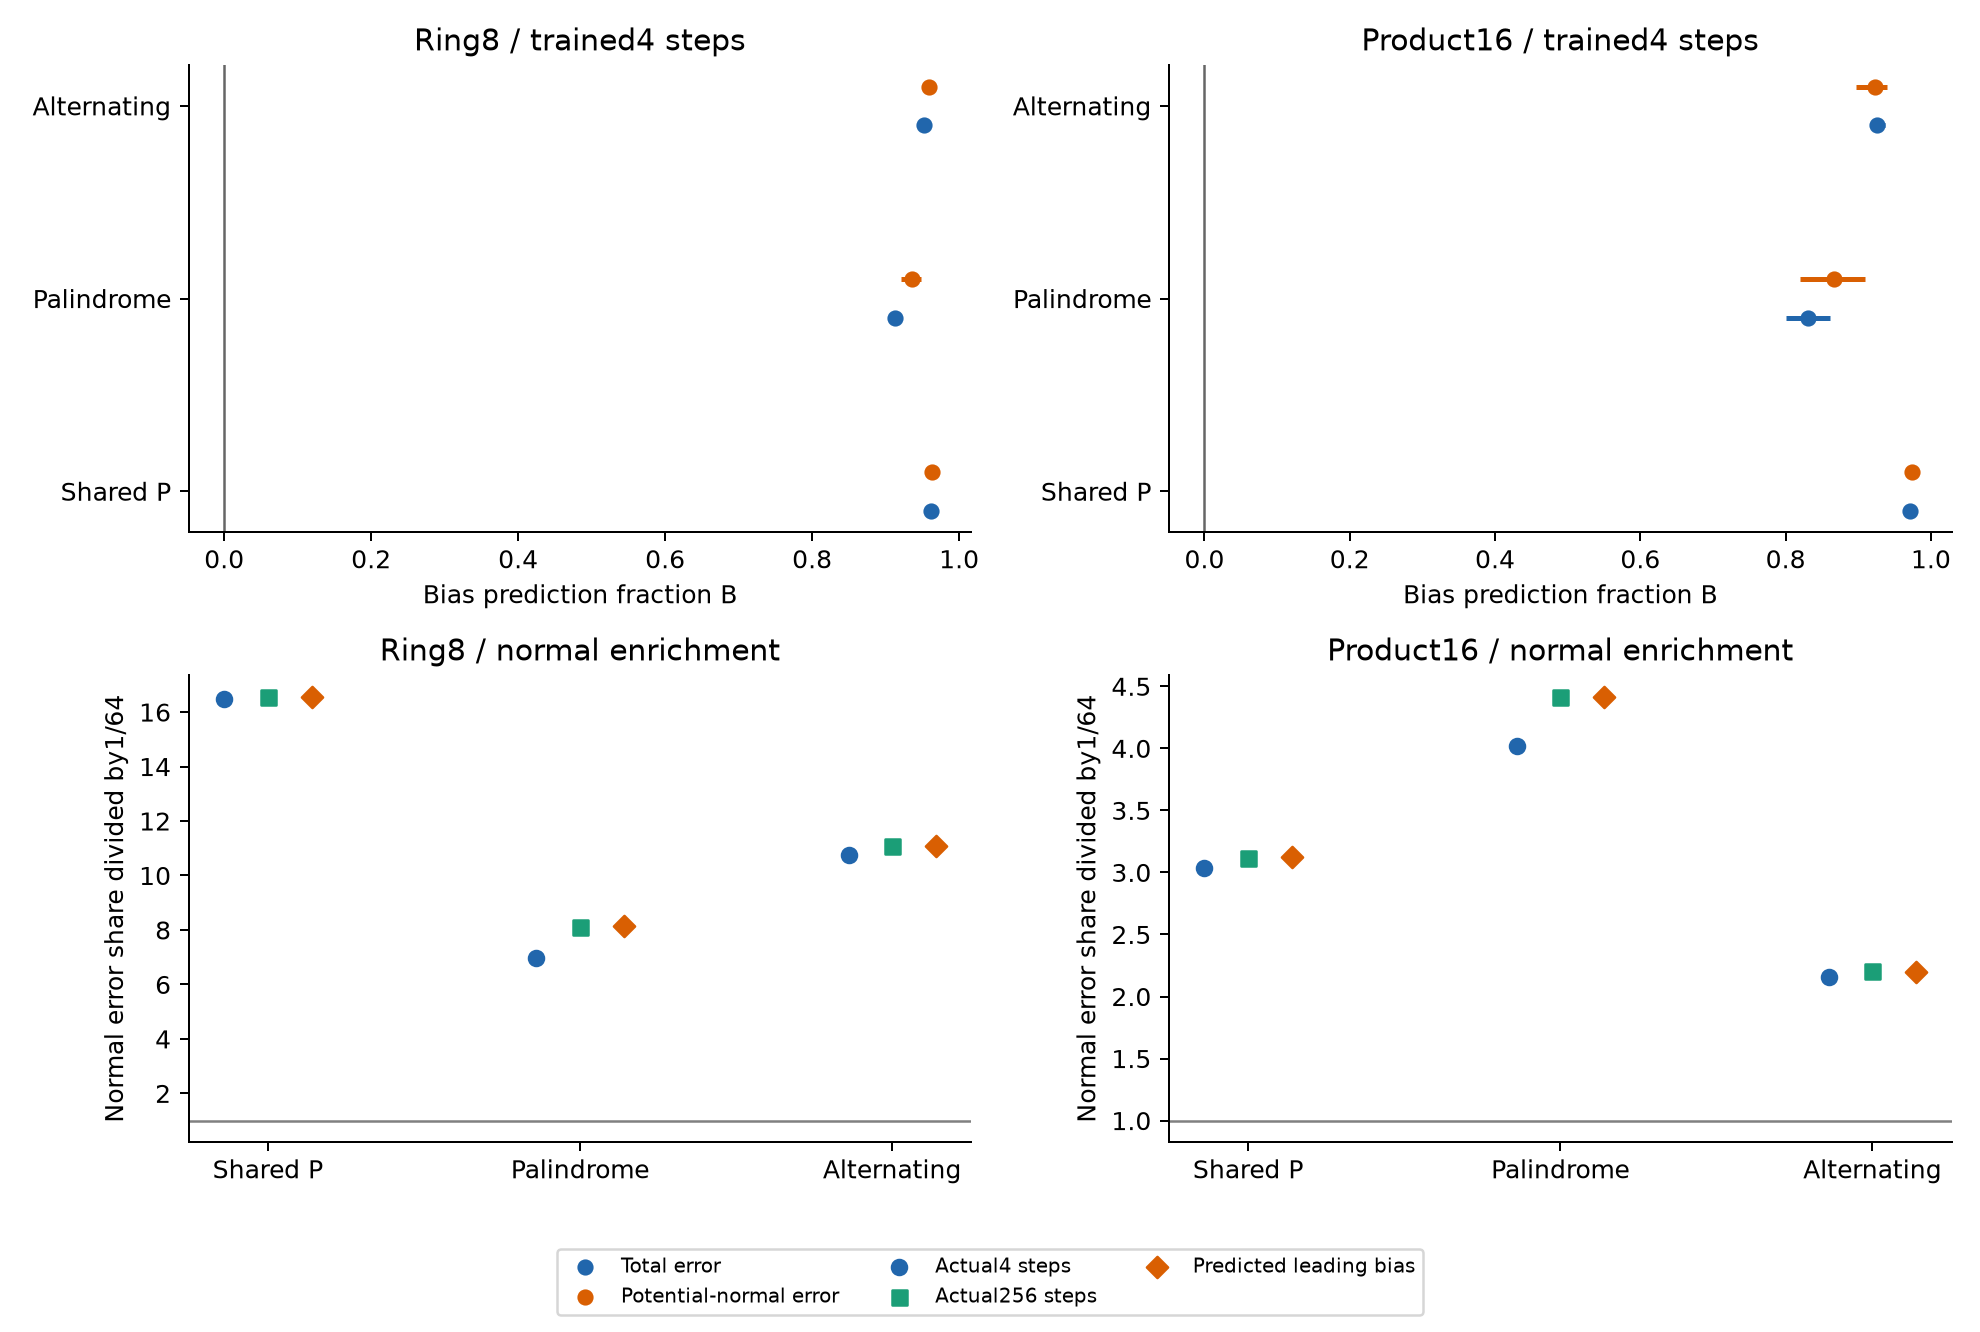 Ring8 / trained4 steps
Alternating
Palindrome
Shared P
0.0 0.2 0.4 0.6 0.8 1.0
Bias prediction fraction B
Product16 / trained4 steps
Alternating
Palindrome
Shared P
0.0 0.2 0.4 0.6 0.8 1.0
Bias prediction fraction B
Ring8 / normal enrichment
Normal error share divided by1/64
16
14
12
10
8
6
4
2
Shared P Palindrome Alternating
Product16 / normal enrichment
Normal error share divided by1/64
4.5
4.0
3.5
3.0
2.5
2.0
1.5
1.0
Shared P Palindrome Alternating
Total error
Potential-normal error
Actual4 steps
Actual256 steps
Predicted leading bias